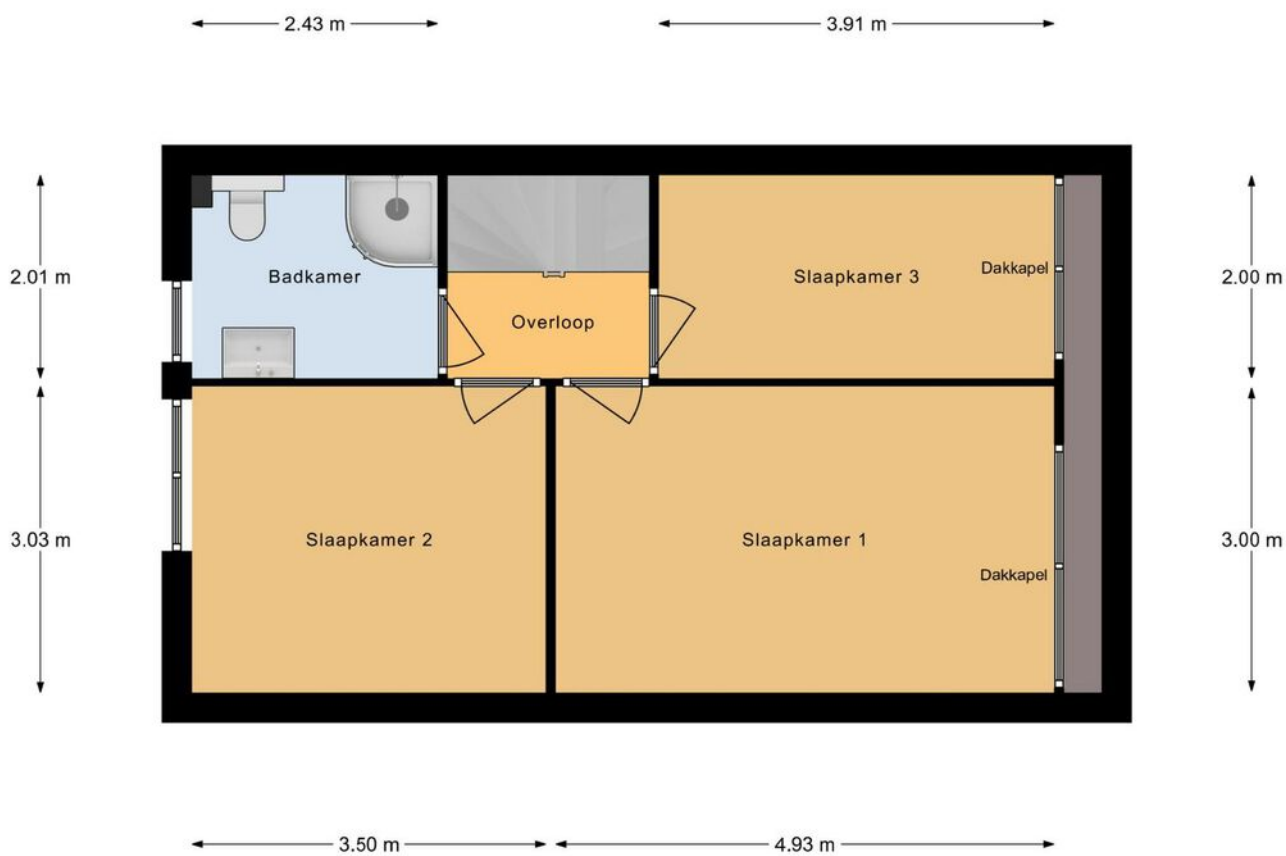 2.43 m
3.91 m
2.01 m
Badkamer
Overloop
Slaapkamer 3
Dakkapel
2.00 m
3.03 m
Slaapkamer 2
Slaapkamer 1
Dakkapel
3.00 m
3.50 m
4.93 m